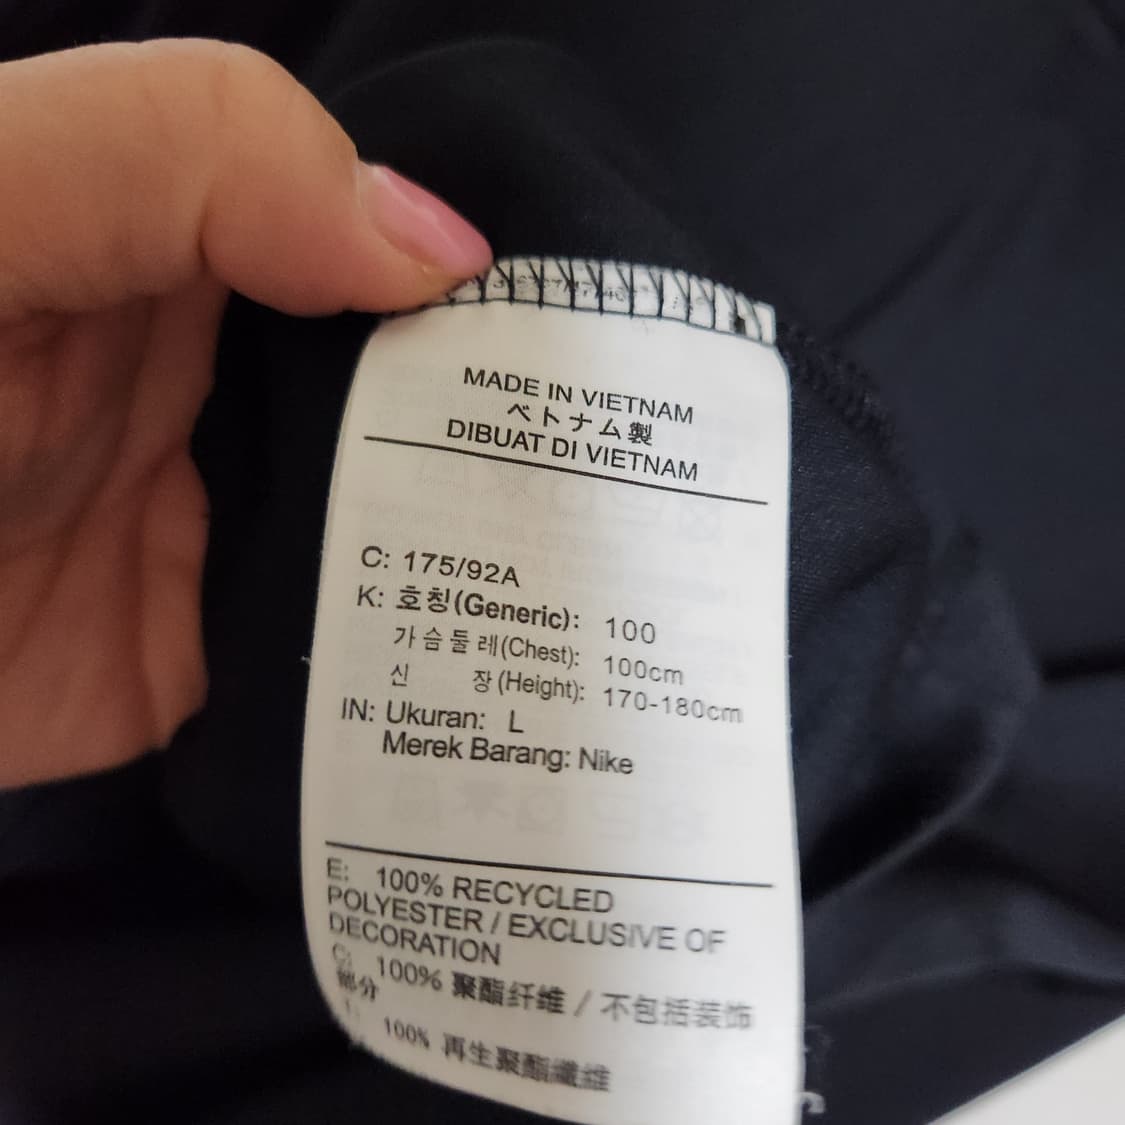 MADE IN VIETNAM
ベトナム製
DIBUAT DI VIETNAM
C: 175/92A
K: 호칭(Generic): 100
가슴둘레(Chest): 100cm
신 장(Height): 170-180cm
IN: Ukuran: L
Merek Barang: Nike
E: 100% RECYCLED
POLYESTER / EXCLUSIVE OF
DECORATION
C: 100% 聚酯纤维 / 不包括装饰
部分
100% 再生聚酯纖維